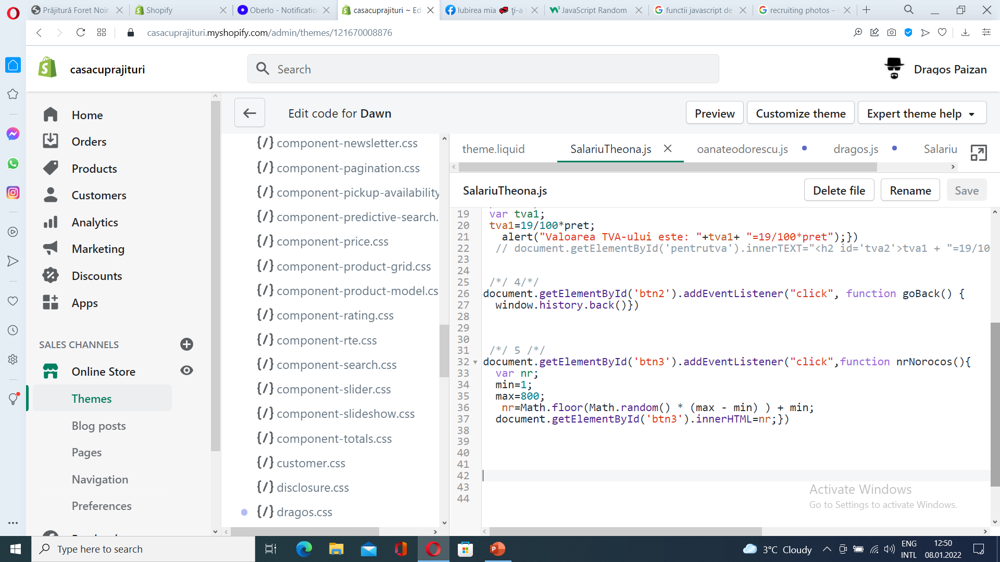 Prăjitură Foret Noir
Shopify
Oberlo - Notificatio
casacuprajituri ~ Ed
Iubirea mia
ţi-a
JavaScript Random
functii javascript de
recruiting photos –
casacuprajituri.myshopify.com/admin/themes/121670008876
casacuprajituri
Search
Dragos Paizan
Home
Orders
Products
Customers
Analytics
Marketing
Discounts
Apps
SALES CHANNELS
Online Store
Themes
Blog posts
Pages
Navigation
Preferences
Edit code for Dawn
Preview
Customize theme
Expert theme help
{/} component-newsletter.css
{/} component-pagination.css
{/} component-pickup-availability
{/} component-predictive-search.
{/} component-price.css
{/} component-product-grid.css
{/} component-product-model.cs
{/} component-rating.css
{/} component-rte.css
{/} component-search.css
{/} component-slider.css
{/} component-slideshow.css
{/} component-totals.css
{/} customer.css
{/} disclosure.css
{/} dragos.css
theme.liquid
SalariuTheona.js
oanateodorescu.js
dragos.js
Salariu
SalariuTheona.js
Delete file
Rename
Save
19 var tva1;
20 tva1=19/100*pret;
21 alert("Valoarea TVA-ului este: "+tva1+ "=19/100*pret");})
22 // document.getElementById('pentrutva').innerTEXT="<h2 id='tva2'>tva1 + "=19/10
23
24
25 /*/ 4/*/
26 document.getElementById('btn2').addEventListener("click", function goBack() {
27 window.history.back()})
28
29
30
31 /*/ 5 /*/
32 document.getElementById('btn3').addEventListener("click",function nrNorocos(){
33 var nr;
34 min=1;
35 max=800;
36 nr=Math.floor(Math.random() * (max - min) ) + min;
37 document.getElementById('btn3').innerHTML=nr;})
38
39
40
41
42
43
44
Activate Windows
Go to Settings to activate Windows.
Type here to search
3°C Cloudy
ENG
INTL
12:50
08.01.2022